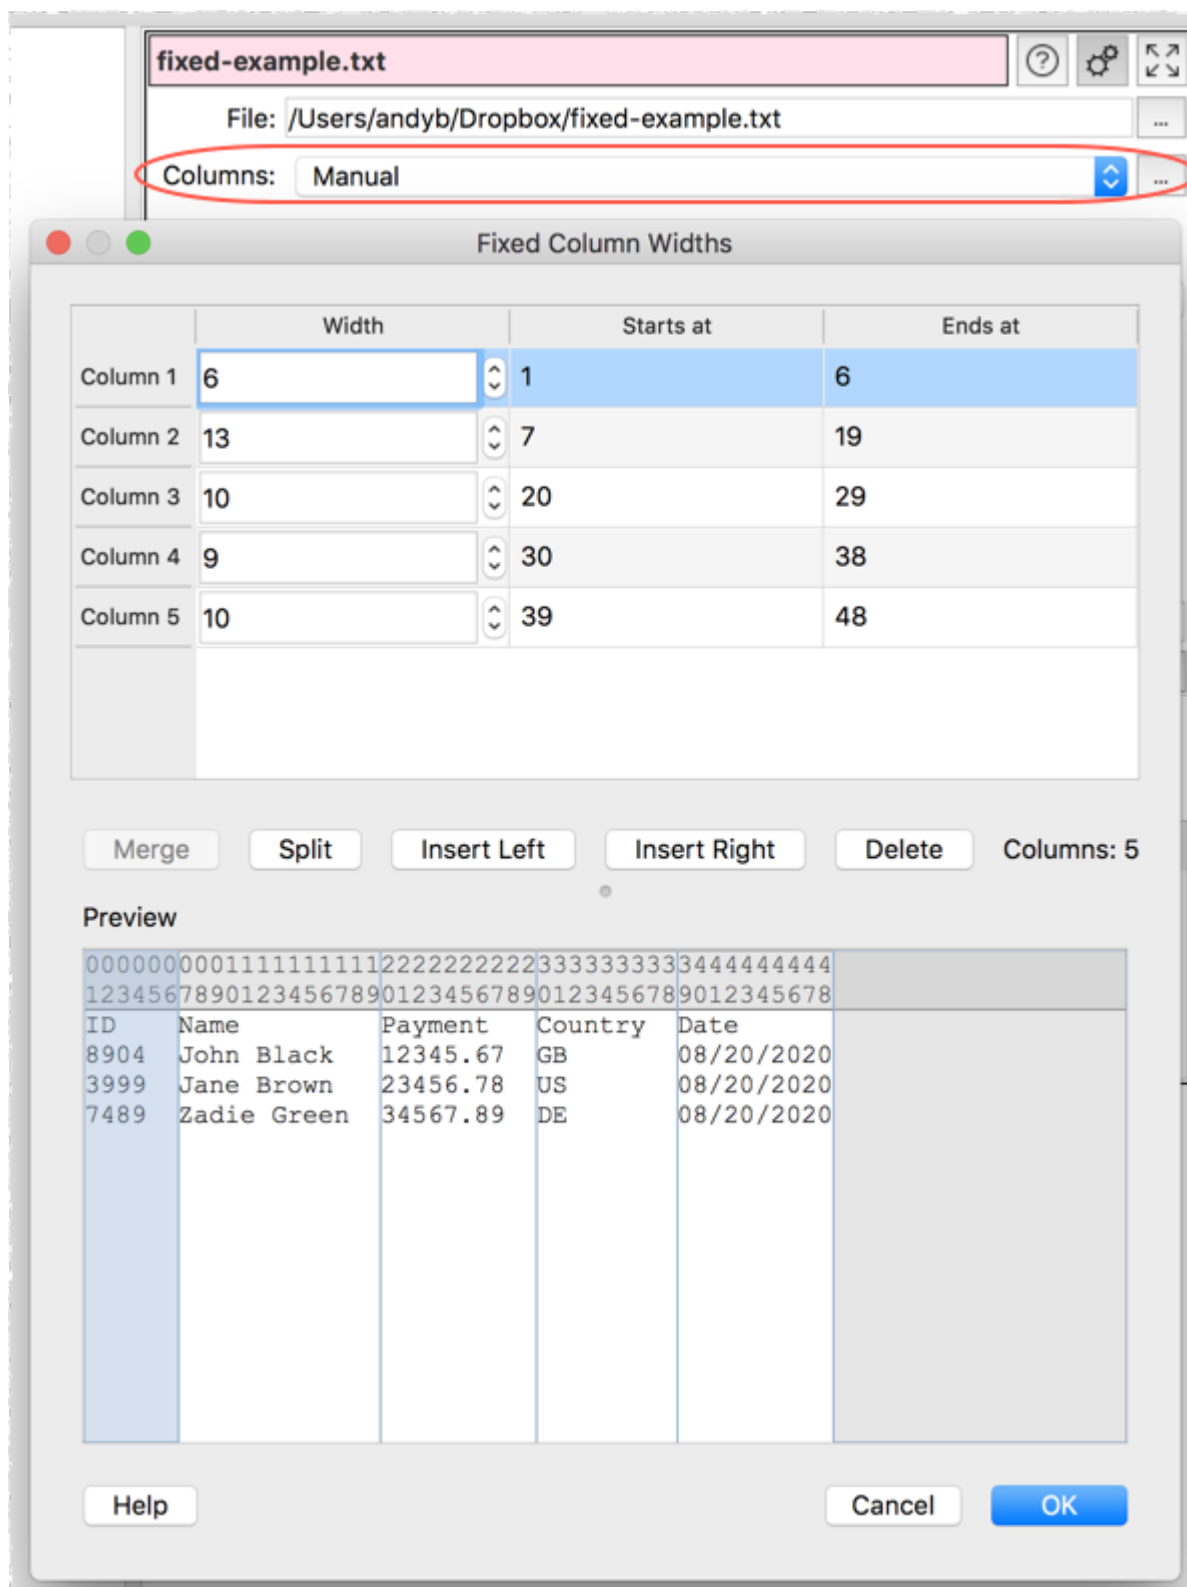 fixed-example.txt
File: /Users/andyb/Dropbox/fixed-example.txt ...
Columns: Manual ...
Fixed Column Widths
Width Starts at Ends at
Column 1 6 1 6
Column 2 13 7 19
Column 3 10 20 29
Column 4 9 30 38
Column 5 10 39 48
Merge Split Insert Left Insert Right Delete Columns: 5
Preview
000000000111111111122222222223333333333444444444
123456789012345678901234567890123456789012345678
ID Name Payment Country Date
8904 John Black 12345.67 GB 08/20/2020
3999 Jane Brown 23456.78 US 08/20/2020
7489 Zadie Green 34567.89 DE 08/20/2020
Help Cancel OK